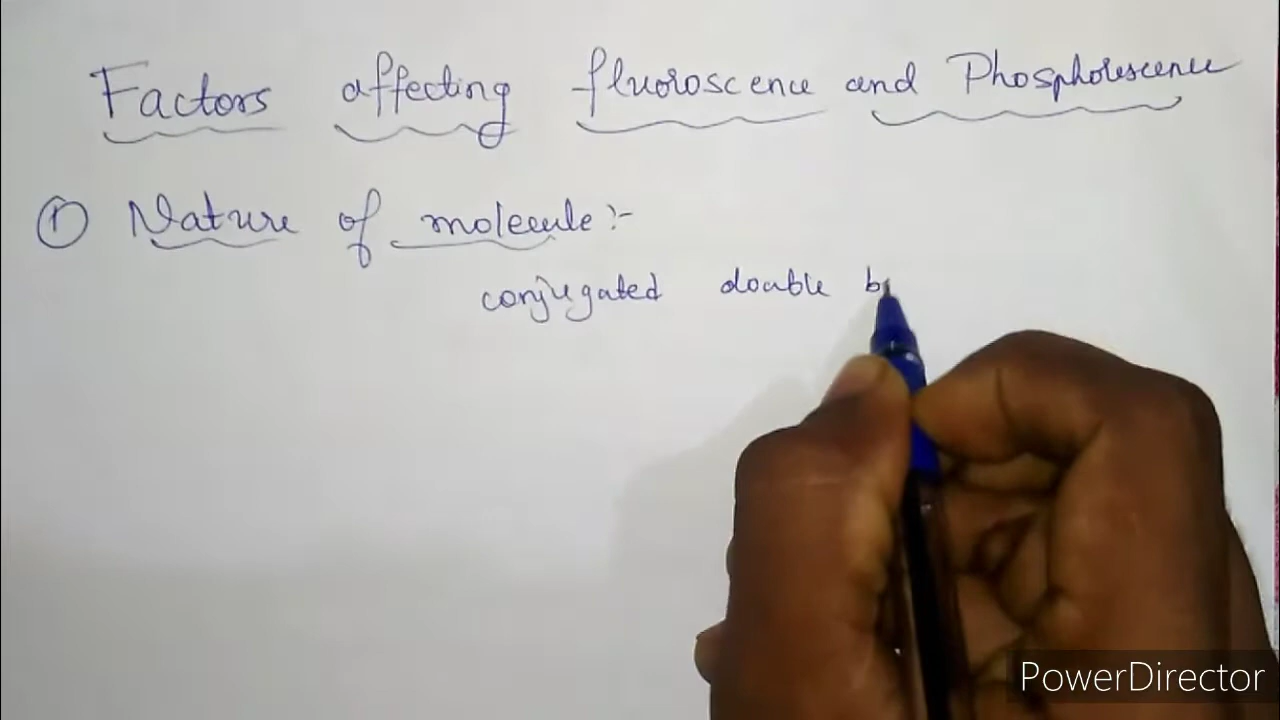 Factors affecting fluoroscence and Phosphorescence
① Nature of molecule :-
conjugated double b
PowerDirector